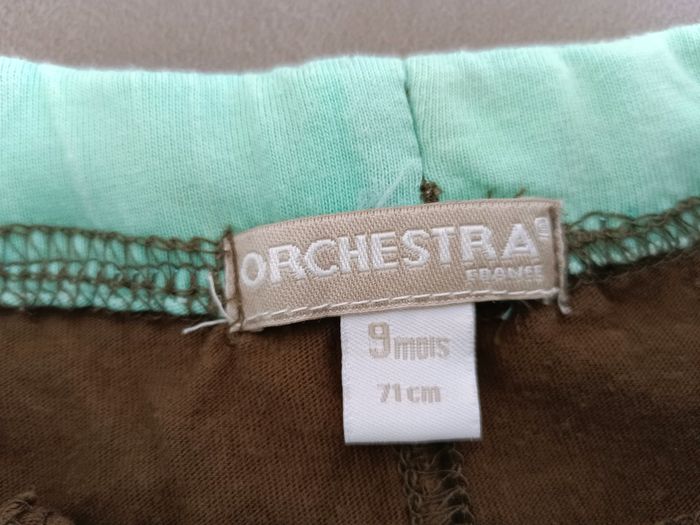 ORCHESTRA
FRANCE
9 mois
71 cm